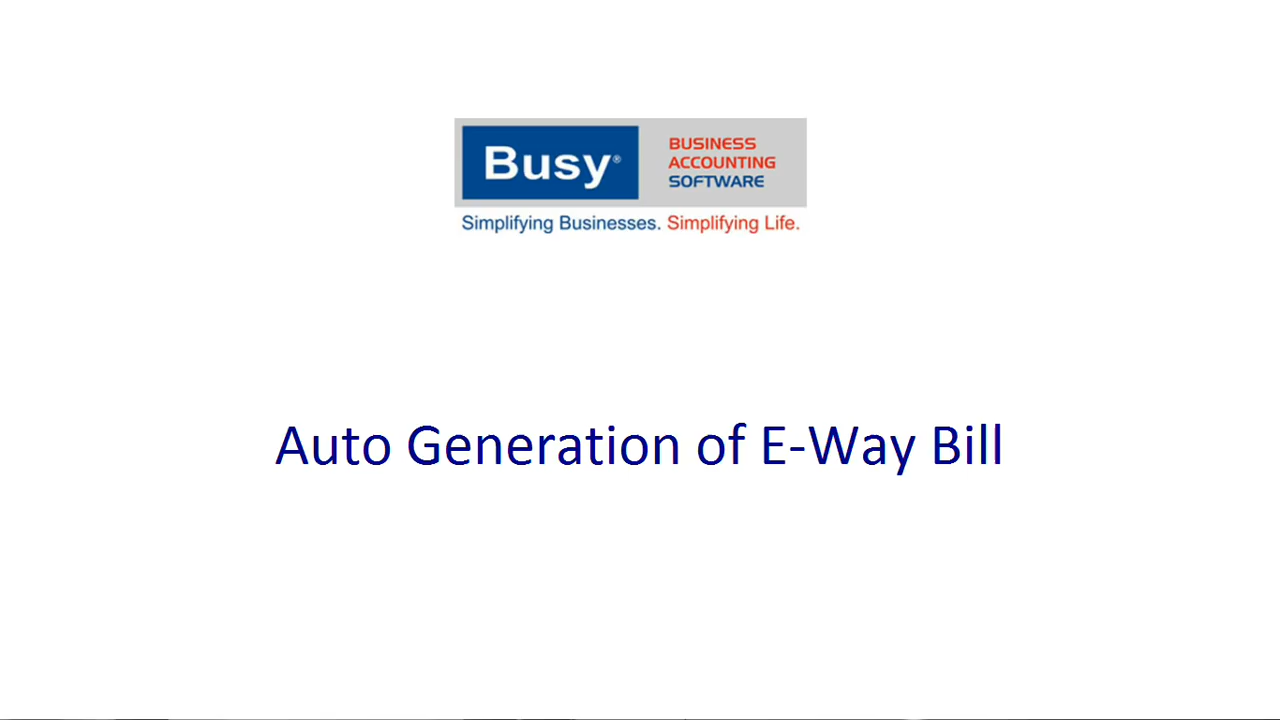 Busy®
BUSINESS
ACCOUNTING
SOFTWARE
Simplifying Businesses. Simplifying Life.
Auto Generation of E-Way Bill